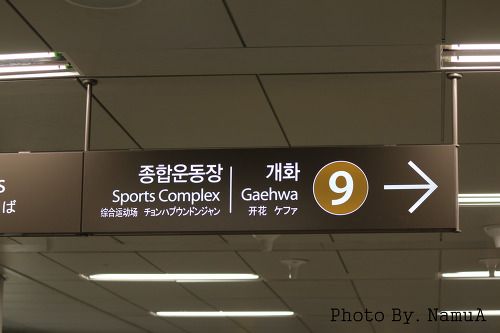 종합운동장 개화 9
Sports Complex Gaehwa
综合运动场 チョンハプウンドンジャン 开花 ケファ
s
ば
Photo By. NamuA